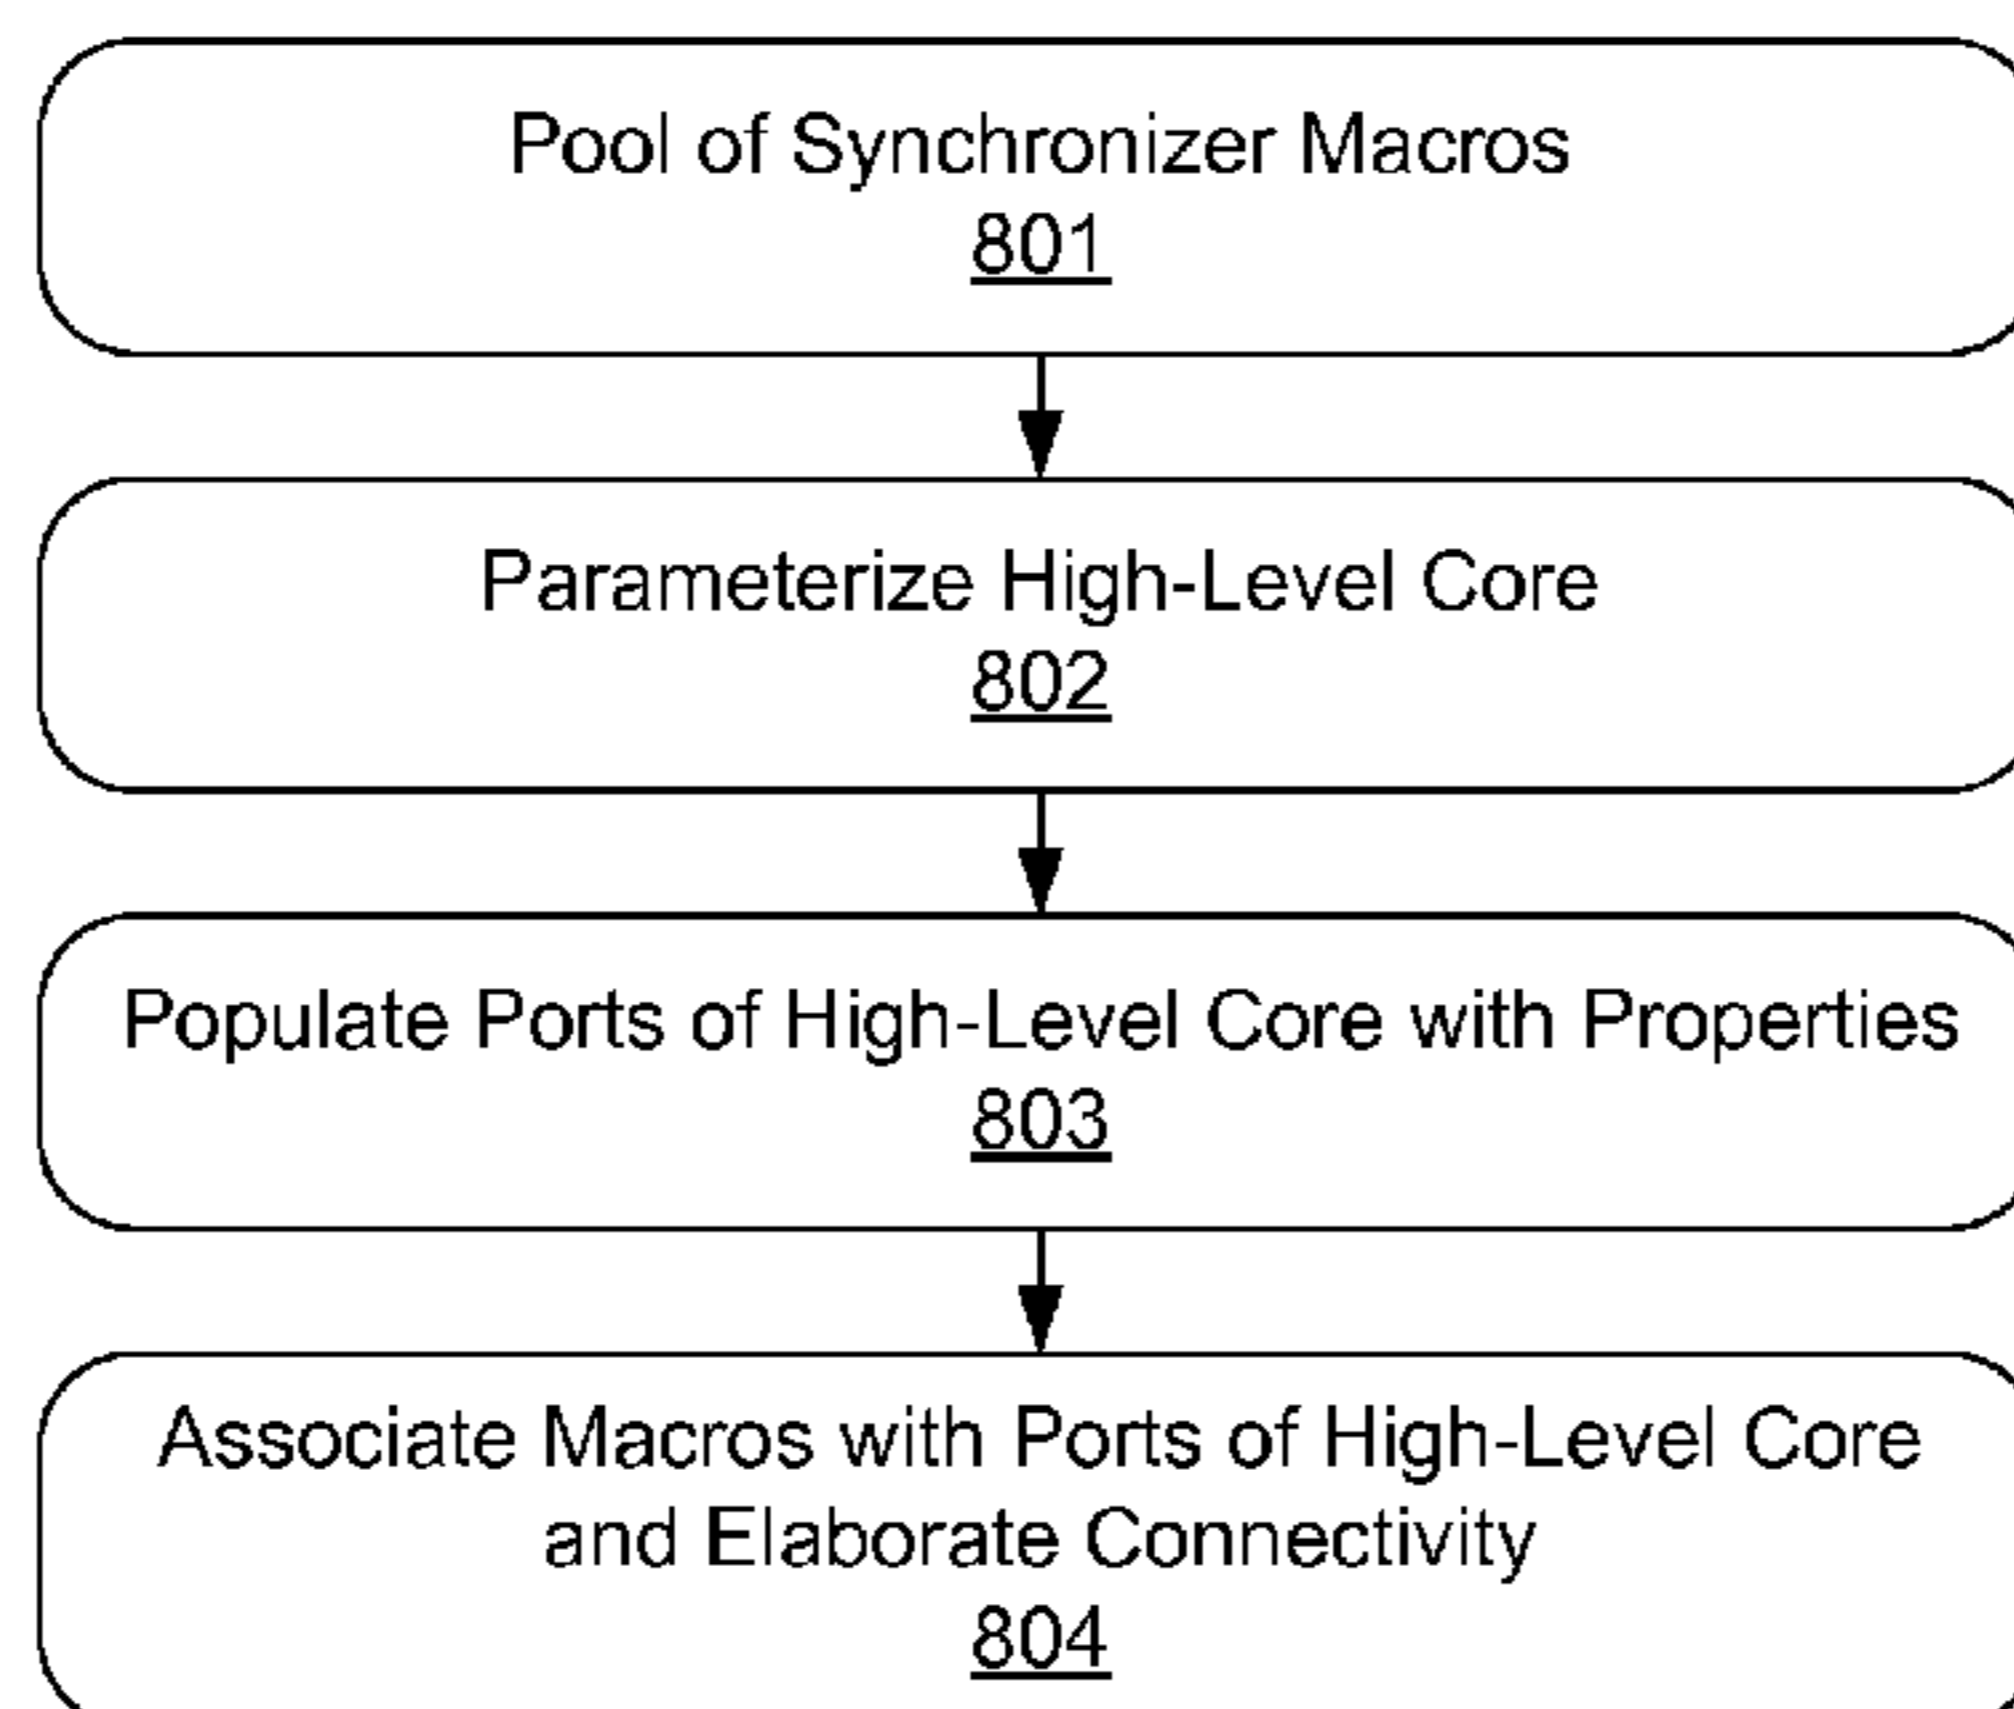 Pool of Synchronizer Macros
801
Parameterize High-Level Core
802
Populate Ports of High-Level Core with Properties
803
Associate Macros with Ports of High-Level Core
and Elaborate Connectivity
804